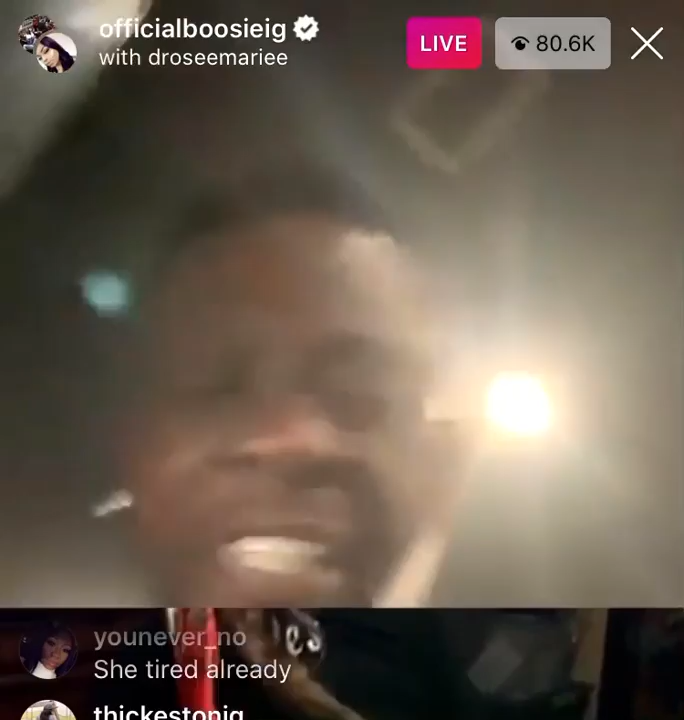 officialboosieig
with droseemariee
LIVE
80.6K
younever_no
She tired already
thickestonig